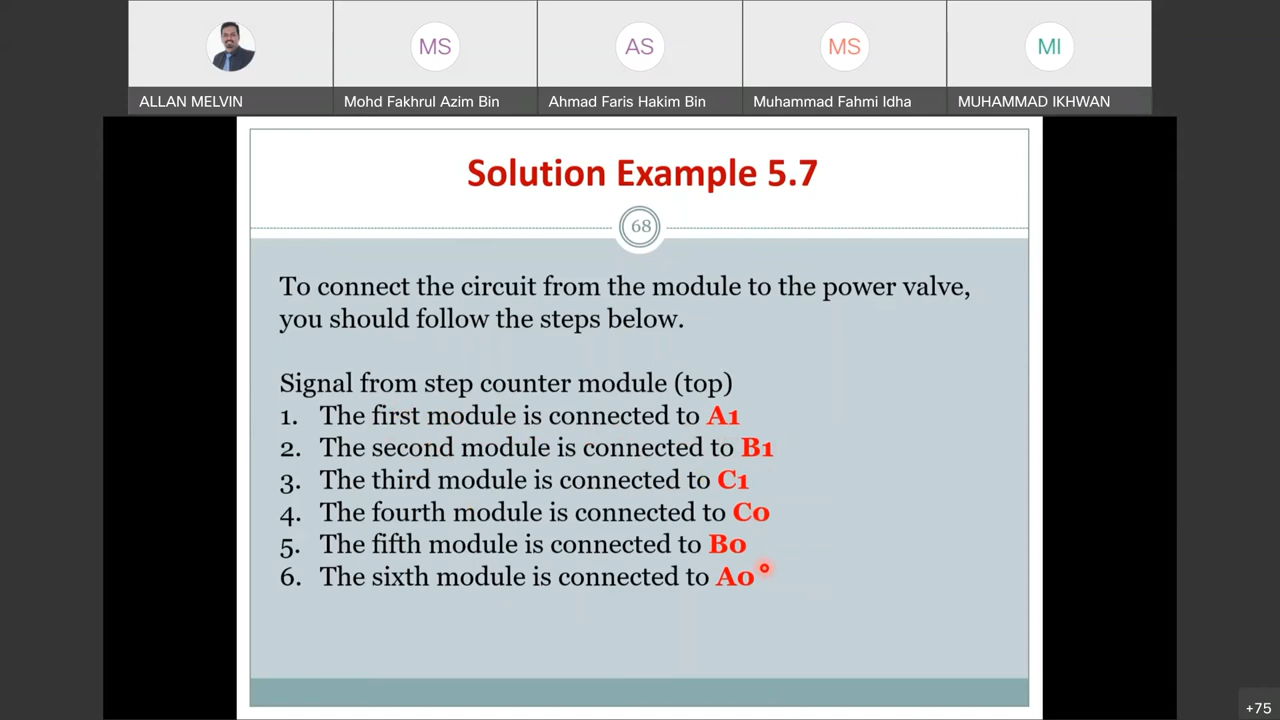 MS
AS
MS
MI
ALLAN MELVIN
Mohd Fakhrul Azim Bin
Ahmad Faris Hakim Bin
Muhammad Fahmi Idha
MUHAMMAD IKHWAN
Solution Example 5.7
68
To connect the circuit from the module to the power valve,
you should follow the steps below.
Signal from step counter module (top)
1. The first module is connected to A1
2. The second module is connected to B1
3. The third module is connected to C1
4. The fourth module is connected to C0
5. The fifth module is connected to B0
6. The sixth module is connected to A0
+75